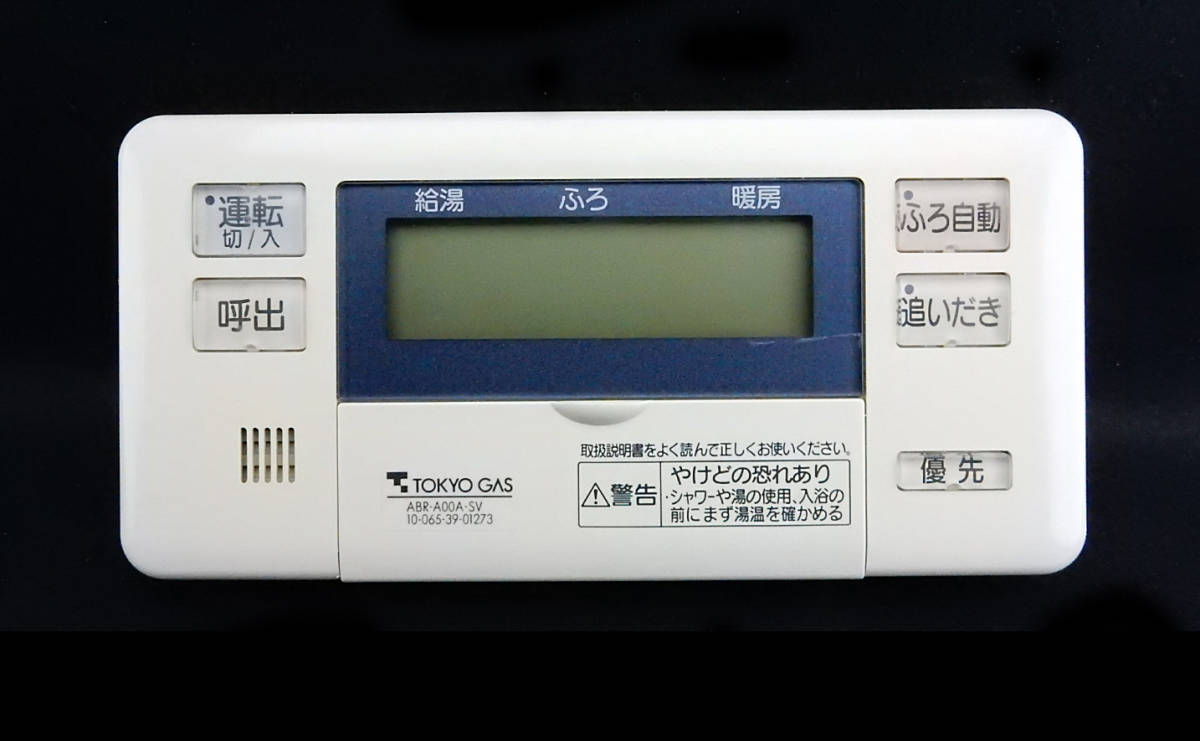 運転
切/入
呼出
給湯 ふろ 暖房
ふろ自動
追いだき
優先
TOKYO GAS
ABR-A00A-SV
10-065-39-01273
取扱説明書をよく読んで正しくお使いください。
警告
やけどの恐れあり
・シャワーや湯の使用、入浴の
前にまず湯温を確かめる